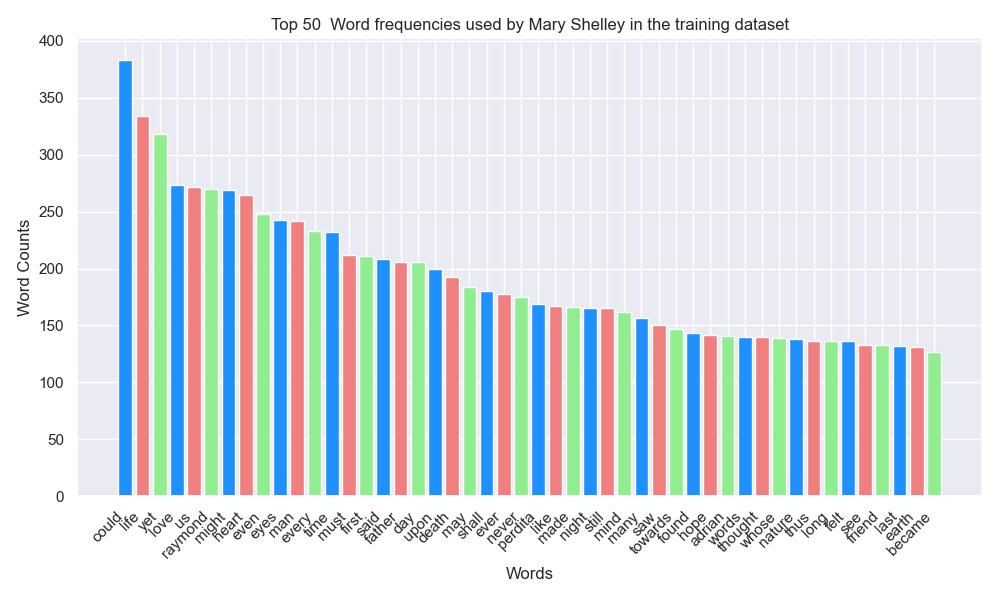 Top 50  Word frequencies used by Mary Shelley in the training dataset
400
350
300
250
200
150
100
50
0
Word Counts
could
life
yet
love
us
raymond
might
heart
even
eyes
man
every
time
must
first
said
father
day
upon
death
may
shall
ever
never
perdita
like
made
night
still
mind
many
saw
towards
found
hope
adrian
words
thought
whose
nature
thus
long
felt
see
friend
last
earth
became
Words